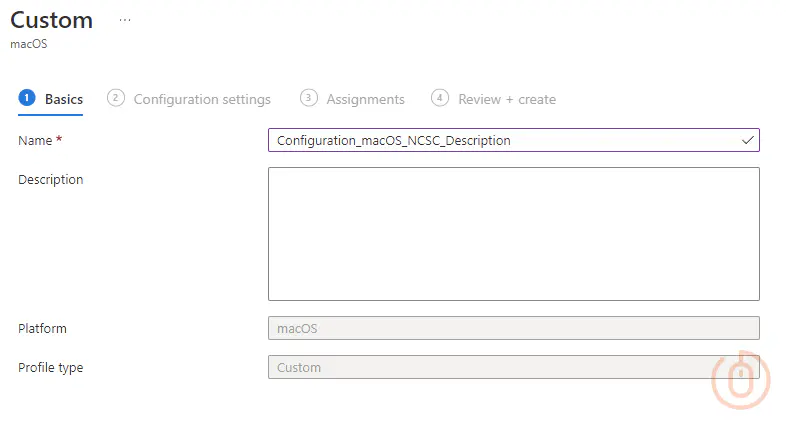 Custom ...
macOS
1 Basics 2 Configuration settings 3 Assignments 4 Review + create
Name * Configuration_macOS_NCSC_Description
Description
Platform macOS
Profile type Custom